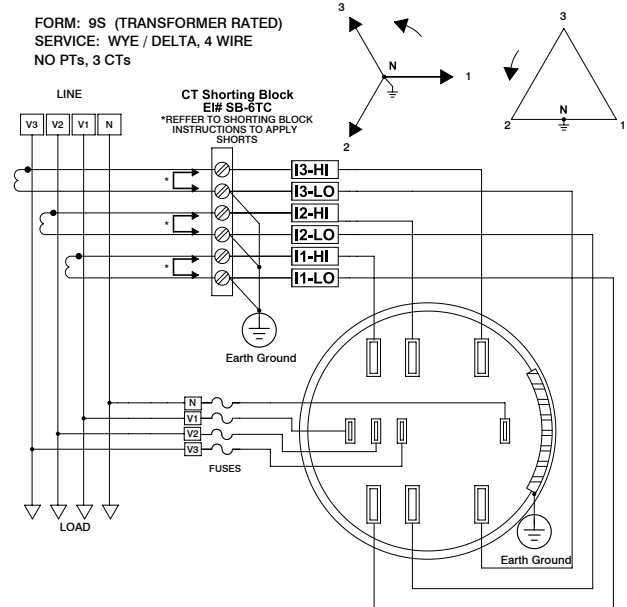 FORM: 9S (TRANSFORMER RATED)
SERVICE: WYE / DELTA, 4 WIRE
NO PTs, 3 CTs
3
N
1
2
3
N
2
1
LINE
V3 V2 V1 N
CT Shorting Block
EI# SB-6TC
*REFFER TO SHORTING BLOCK
INSTRUCTIONS TO APPLY
SHORTS
*
I3-HI
I3-LO
*
I2-HI
I2-LO
*
I1-HI
I1-LO
Earth Ground
N
V1
V2
V3
FUSES
LOAD
Earth Ground